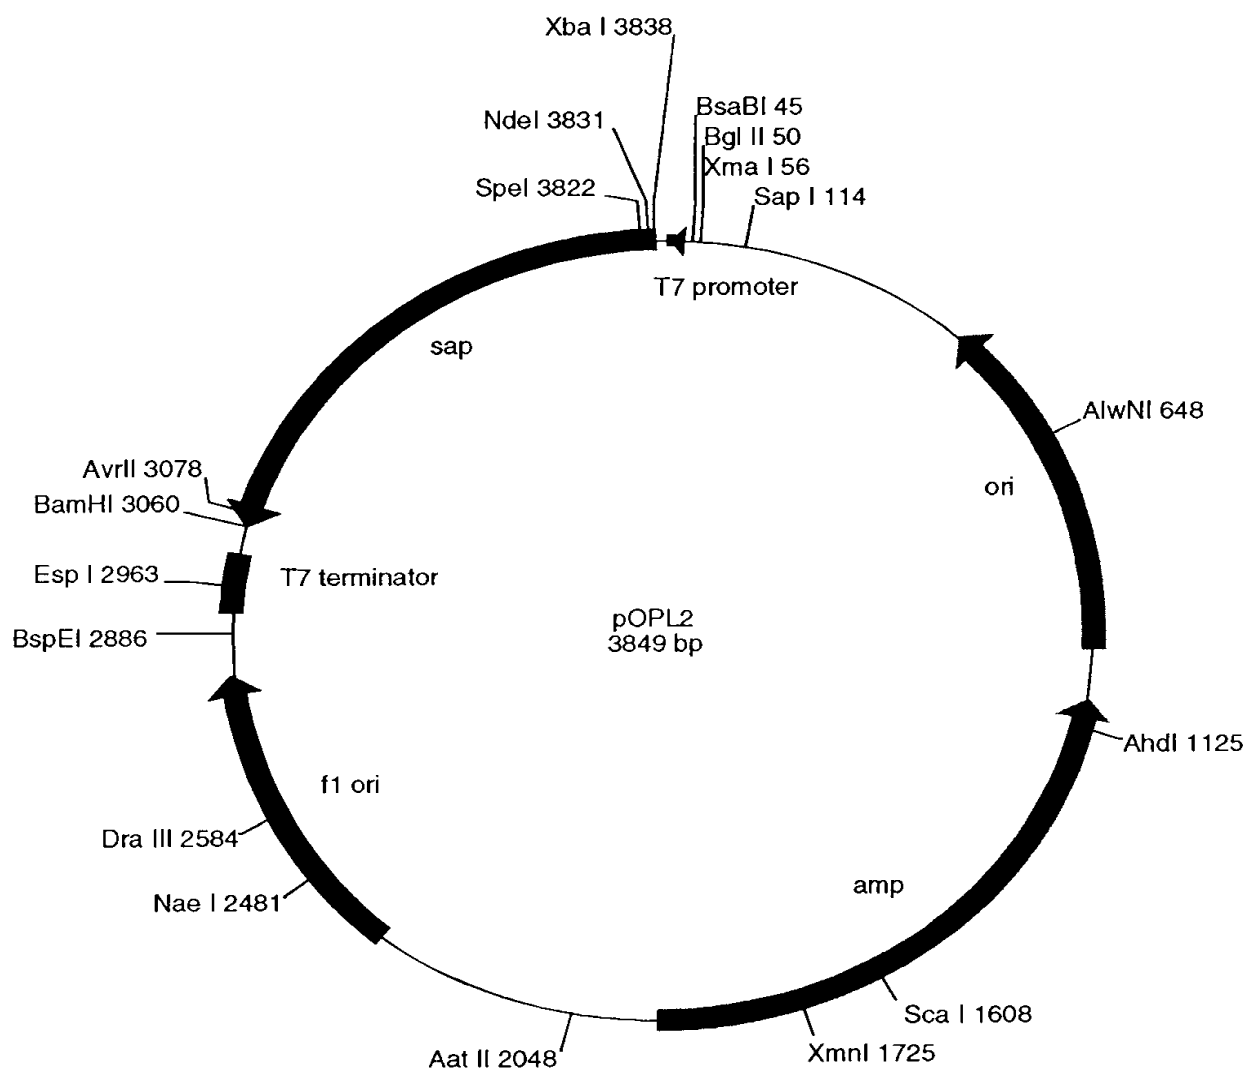 Xba I 3838
NdeI 3831
SpeI 3822
BsaBI 45
Bgl II 50
Xma I 56
Sap I 114
T7 promoter
sap
AlwNI 648
ori
AvrII 3078
BamHI 3060
Esp I 2963
T7 terminator
BspEI 2886
pOPL2
3849 bp
AhdI 1125
f1 ori
Dra III 2584
Nae I 2481
amp
Sca I 1608
XmnI 1725
Aat II 2048